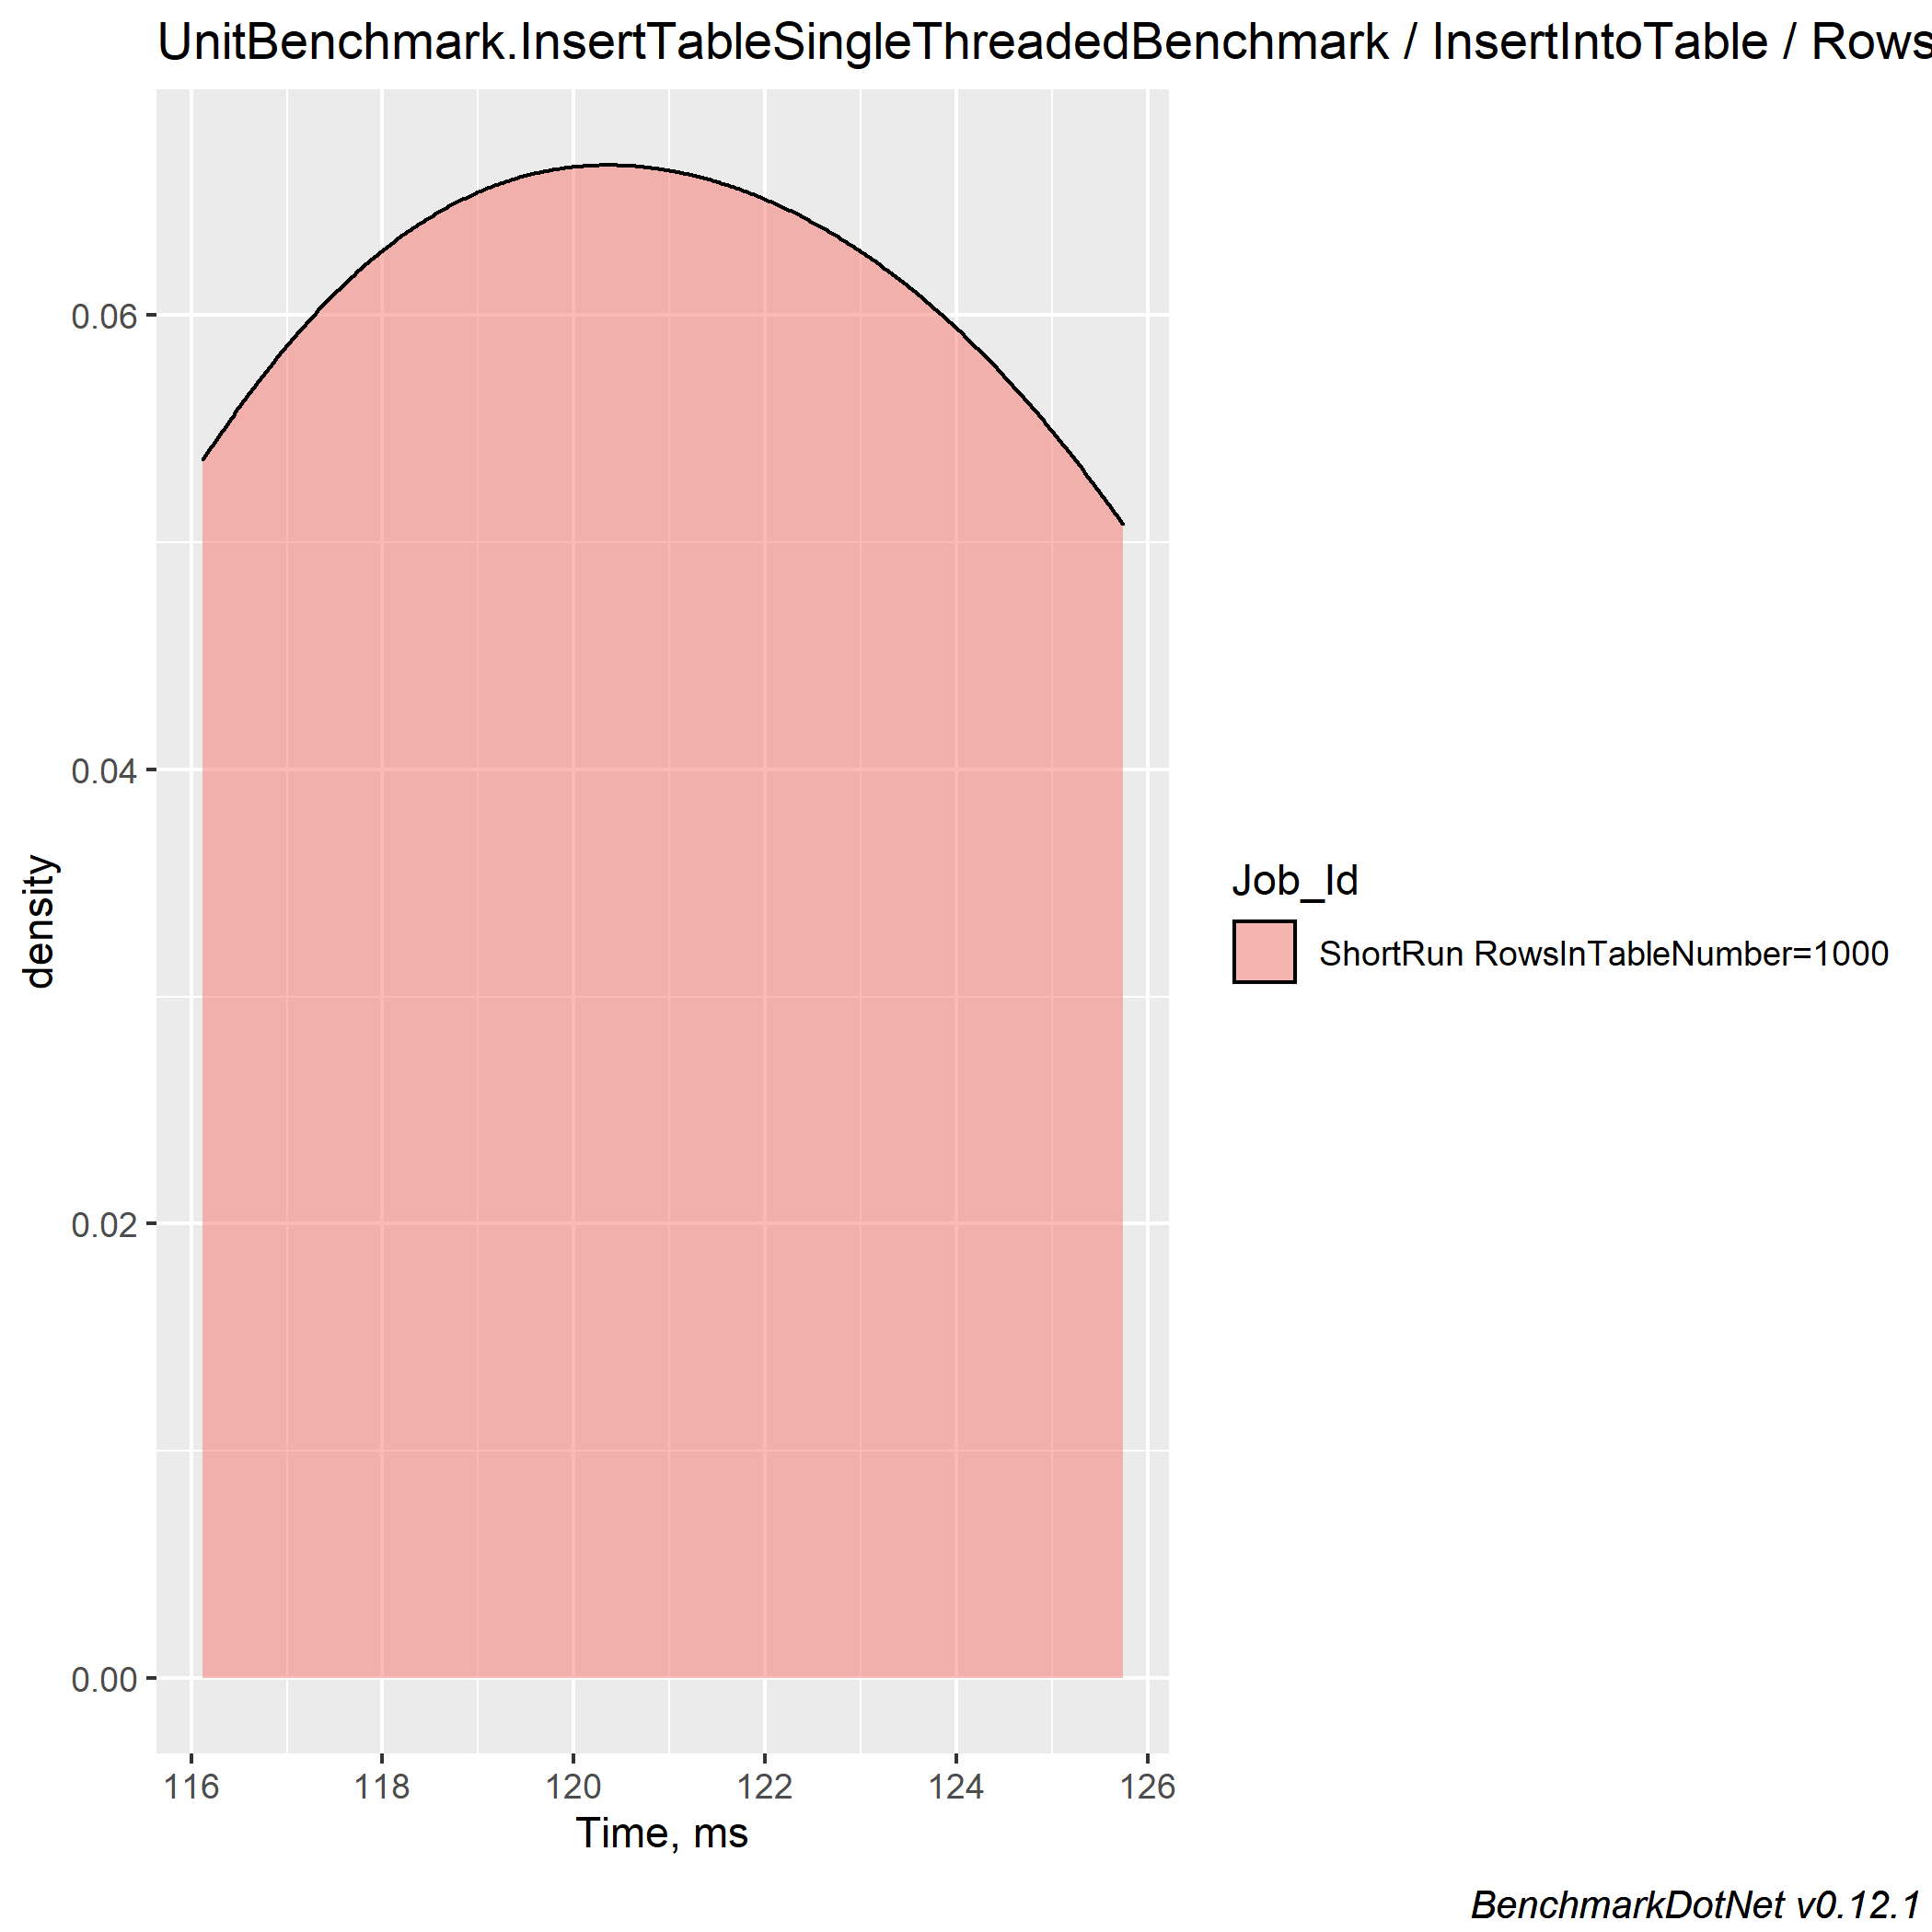 UnitBenchmark.InsertTableSingleThreadedBenchmark / InsertIntoTable / Rows
0.06
0.04
0.02
0.00
density
116 118 120 122 124 126
Time, ms
Job_Id
ShortRun RowsInTableNumber=1000
BenchmarkDotNet v0.12.1